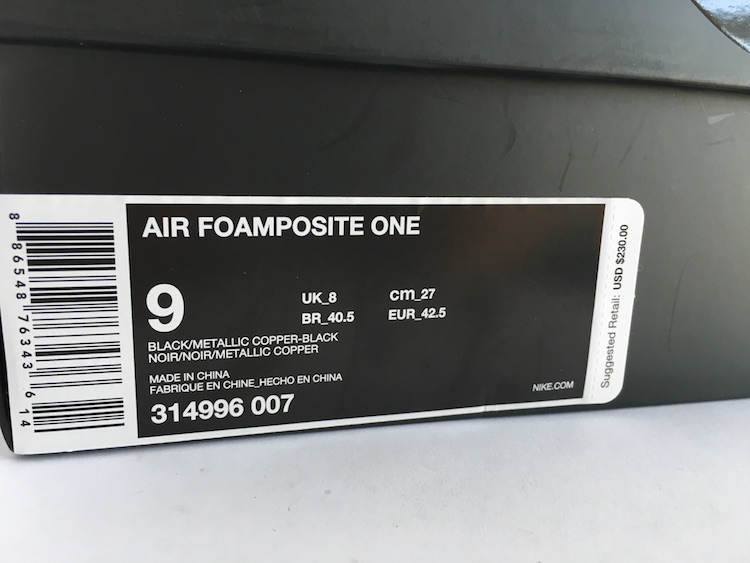 AIR FOAMPOSITE ONE
9
UK_8
cm_27
BR_40.5
EUR_42.5
BLACK/METALLIC COPPER-BLACK
NOIR/NOIR/METALLIC COPPER
MADE IN CHINA
FABRIQUE EN CHINE_HECHO EN CHINA
314996 007
NIKE.COM
Suggested Retail: USD $230.00
8 86548 76343 6 14